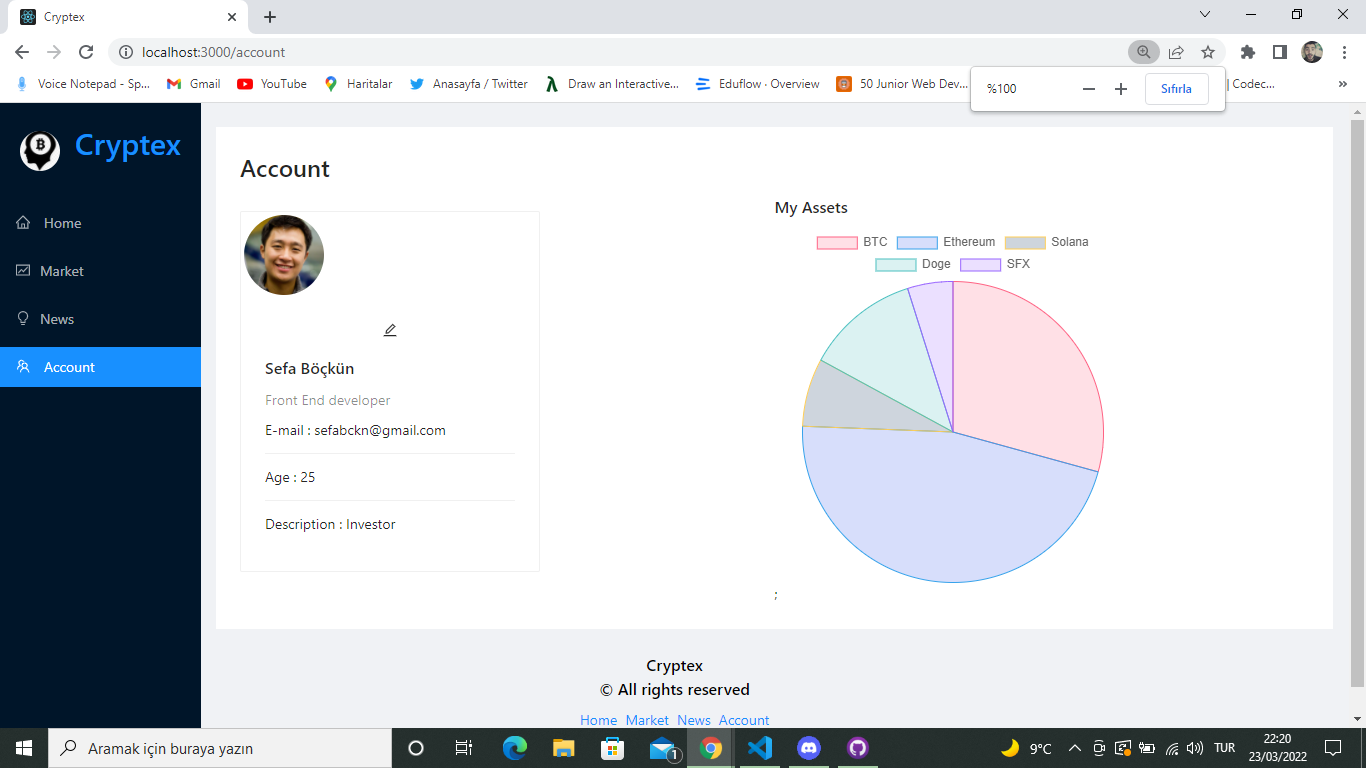 Cryptex
localhost:3000/account
Voice Notepad - Sp... Gmail YouTube Haritalar Anasayfa / Twitter Draw an Interactive... Eduflow · Overview 50 Junior Web Dev... | Codec... »
%100 Sıfırla
Cryptex
Home
Market
News
Account
Account
Sefa Böçkün
Front End developer
E-mail : sefabckn@gmail.com
Age : 25
Description : Investor
My Assets
BTC Ethereum Solana
Doge SFX
;
Cryptex
© All rights reserved
Home Market News Account
Aramak için buraya yazın
1
9°C
TUR
22:20
23/03/2022